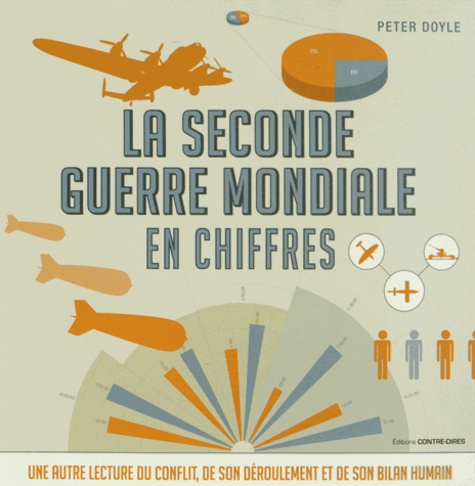 PETER DOYLE
LA SECONDE
GUERRE MONDIALE
EN CHIFFRES
Éditions CONTRE-DIRES
UNE AUTRE LECTURE DU CONFLIT, DE SON DÉROULEMENT ET DE SON BILAN HUMAIN